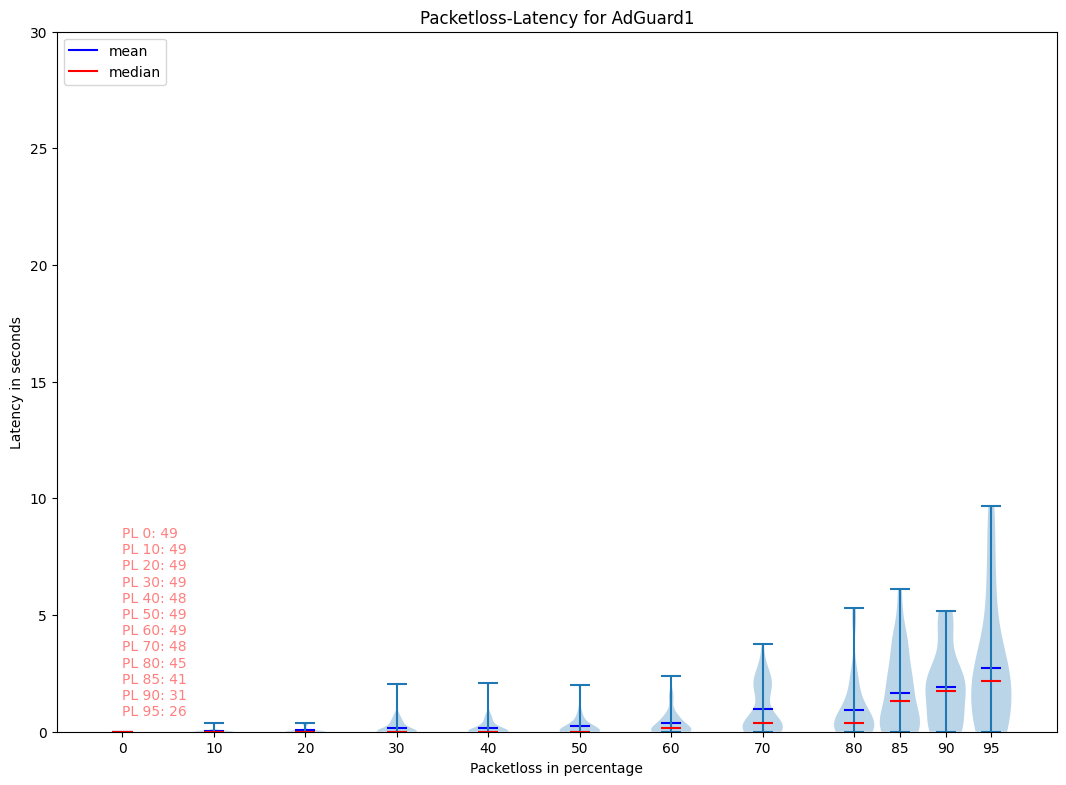 Packetloss-Latency for AdGuard1
30
mean
median
25
20
15
10
5
0
Latency in seconds
PL 0: 49
PL 10: 49
PL 20: 49
PL 30: 49
PL 40: 48
PL 50: 49
PL 60: 49
PL 70: 48
PL 80: 45
PL 85: 41
PL 90: 31
PL 95: 26
0 10 20 30 40 50 60 70 80 85 90 95
Packetloss in percentage